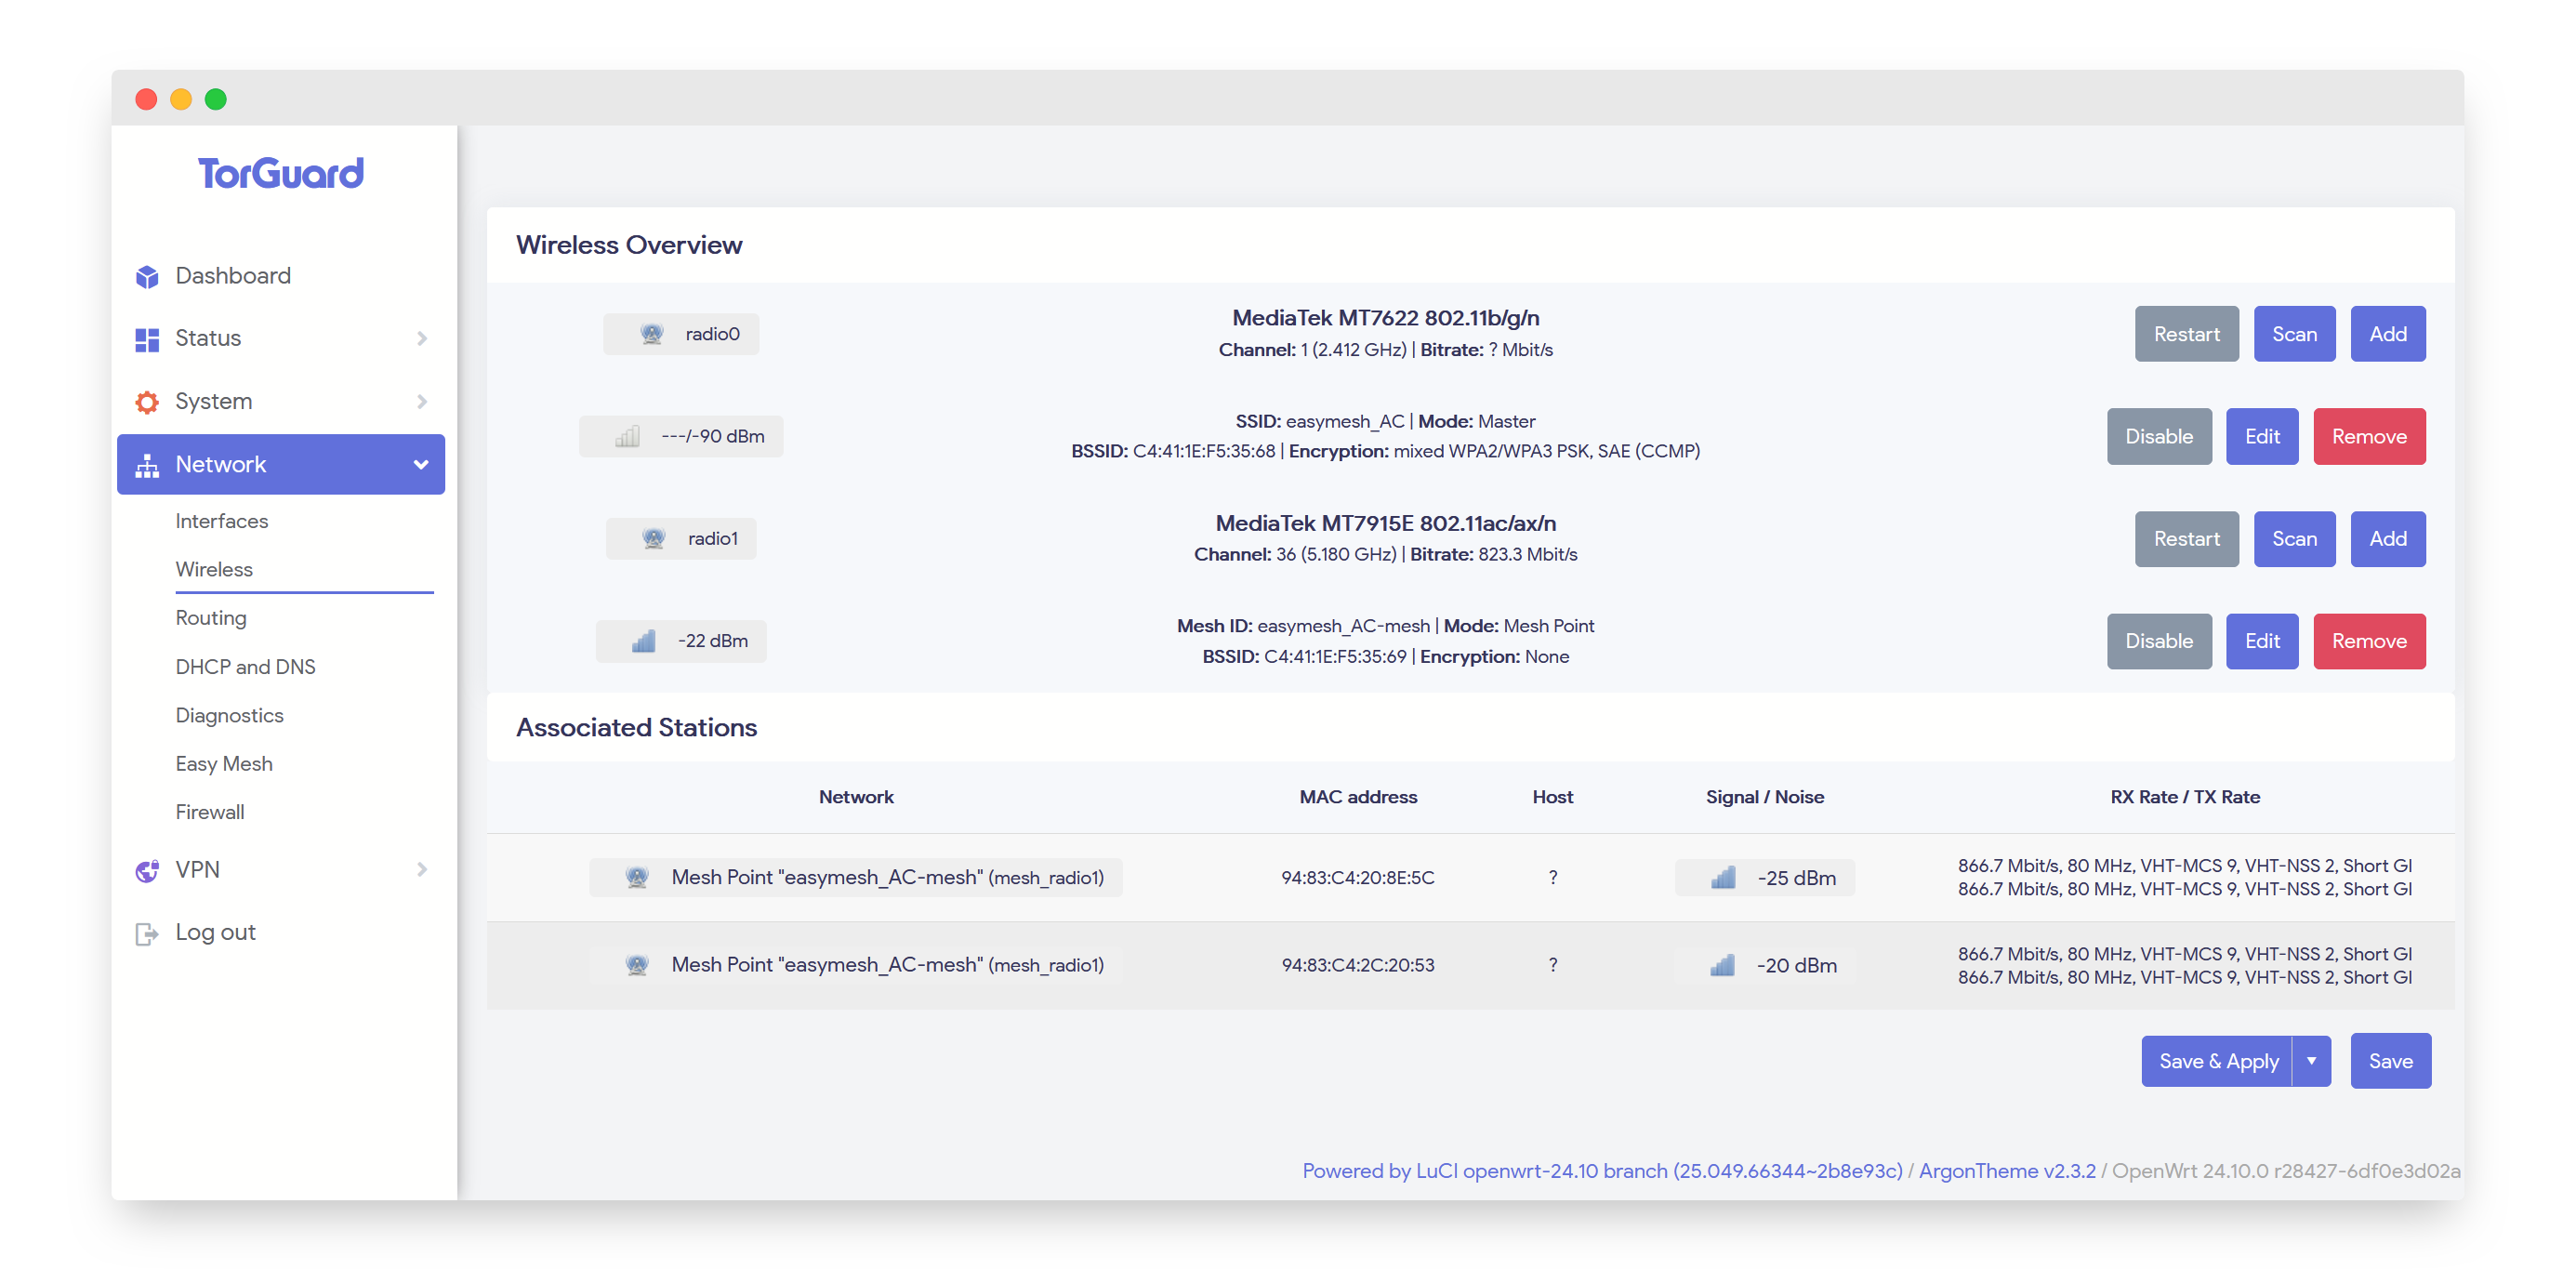 TorGuard
Dashboard
Status
System
Network
Interfaces
Wireless
Routing
DHCP and DNS
Diagnostics
Easy Mesh
Firewall
VPN
Log out
Wireless Overview
radio0
MediaTek MT7622 802.11b/g/n
Channel: 1 (2.412 GHz) | Bitrate: ? Mbit/s
Restart Scan Add
---/-90 dBm
SSID: easymesh_AC | Mode: Master
BSSID: C4:41:1E:F5:35:68 | Encryption: mixed WPA2/WPA3 PSK, SAE (CCMP)
Disable Edit Remove
radio1
MediaTek MT7915E 802.11ac/ax/n
Channel: 36 (5.180 GHz) | Bitrate: 823.3 Mbit/s
Restart Scan Add
-22 dBm
Mesh ID: easymesh_AC-mesh | Mode: Mesh Point
BSSID: C4:41:1E:F5:35:69 | Encryption: None
Disable Edit Remove
Associated Stations
Network MAC address Host Signal / Noise RX Rate / TX Rate
Mesh Point "easymesh_AC-mesh" (mesh_radio1) 94:83:C4:20:8E:5C ? -25 dBm
866.7 Mbit/s, 80 MHz, VHT-MCS 9, VHT-NSS 2, Short GI
866.7 Mbit/s, 80 MHz, VHT-MCS 9, VHT-NSS 2, Short GI
Mesh Point "easymesh_AC-mesh" (mesh_radio1) 94:83:C4:2C:20:53 ? -20 dBm
866.7 Mbit/s, 80 MHz, VHT-MCS 9, VHT-NSS 2, Short GI
866.7 Mbit/s, 80 MHz, VHT-MCS 9, VHT-NSS 2, Short GI
Save & Apply Save
Powered by LuCI openwrt-24.10 branch (25.049.66344~2b8e93c) / ArgonTheme v2.3.2 / OpenWrt 24.10.0 r28427-6df0e3d02a